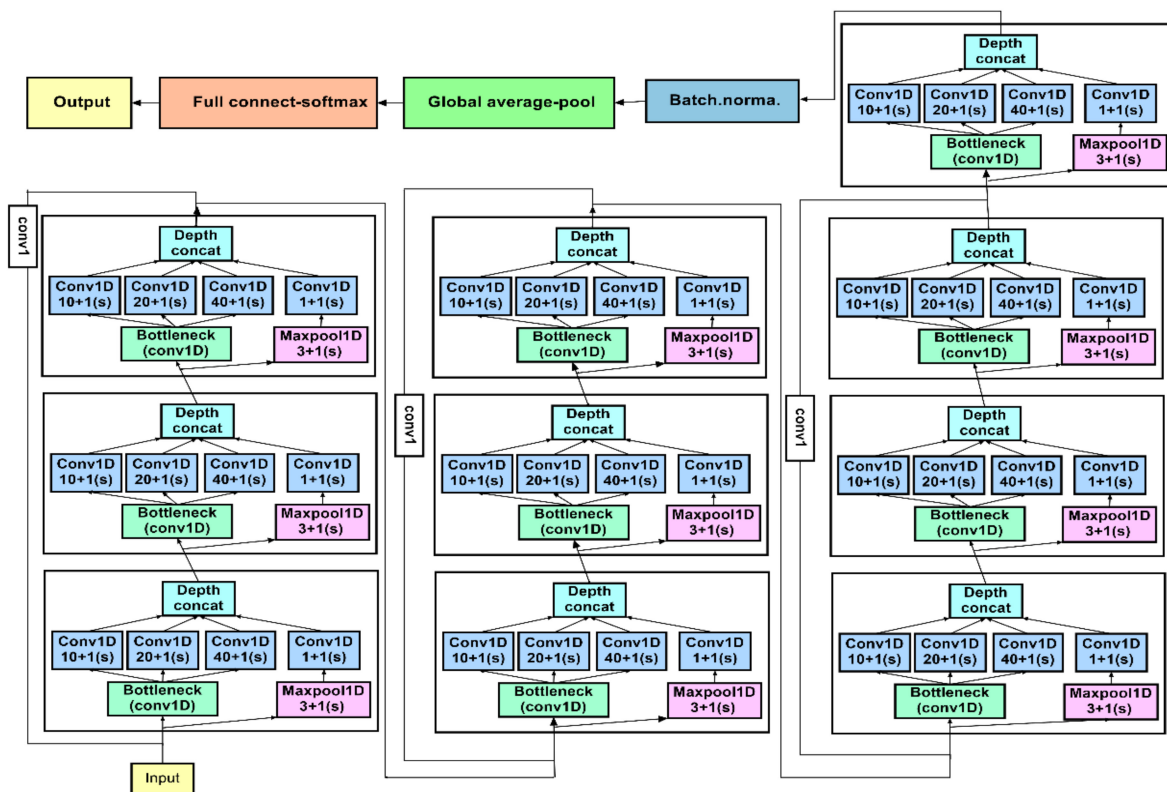 Output
Full connect-softmax
Global average-pool
Batch.norma.
Depth
concat
Conv1D Conv1D Conv1D Conv1D
10+1(s) 20+1(s) 40+1(s) 1+1(s)
Bottleneck
(conv1D)
Maxpool1D
3+1(s)
conv1
Depth
concat
Conv1D Conv1D Conv1D Conv1D
10+1(s) 20+1(s) 40+1(s) 1+1(s)
Bottleneck
(conv1D)
Maxpool1D
3+1(s)
Depth
concat
Conv1D Conv1D Conv1D Conv1D
10+1(s) 20+1(s) 40+1(s) 1+1(s)
Bottleneck
(conv1D)
Maxpool1D
3+1(s)
Depth
concat
Conv1D Conv1D Conv1D Conv1D
10+1(s) 20+1(s) 40+1(s) 1+1(s)
Bottleneck
(conv1D)
Maxpool1D
3+1(s)
Input
conv1
Depth
concat
Conv1D Conv1D Conv1D Conv1D
10+1(s) 20+1(s) 40+1(s) 1+1(s)
Bottleneck
(conv1D)
Maxpool1D
3+1(s)
Depth
concat
Conv1D Conv1D Conv1D Conv1D
10+1(s) 20+1(s) 40+1(s) 1+1(s)
Bottleneck
(conv1D)
Maxpool1D
3+1(s)
Depth
concat
Conv1D Conv1D Conv1D Conv1D
10+1(s) 20+1(s) 40+1(s) 1+1(s)
Bottleneck
(conv1D)
Maxpool1D
3+1(s)
conv1
Depth
concat
Conv1D Conv1D Conv1D Conv1D
10+1(s) 20+1(s) 40+1(s) 1+1(s)
Bottleneck
(conv1D)
Maxpool1D
3+1(s)
Depth
concat
Conv1D Conv1D Conv1D Conv1D
10+1(s) 20+1(s) 40+1(s) 1+1(s)
Bottleneck
(conv1D)
Maxpool1D
3+1(s)
Depth
concat
Conv1D Conv1D Conv1D Conv1D
10+1(s) 20+1(s) 40+1(s) 1+1(s)
Bottleneck
(conv1D)
Maxpool1D
3+1(s)